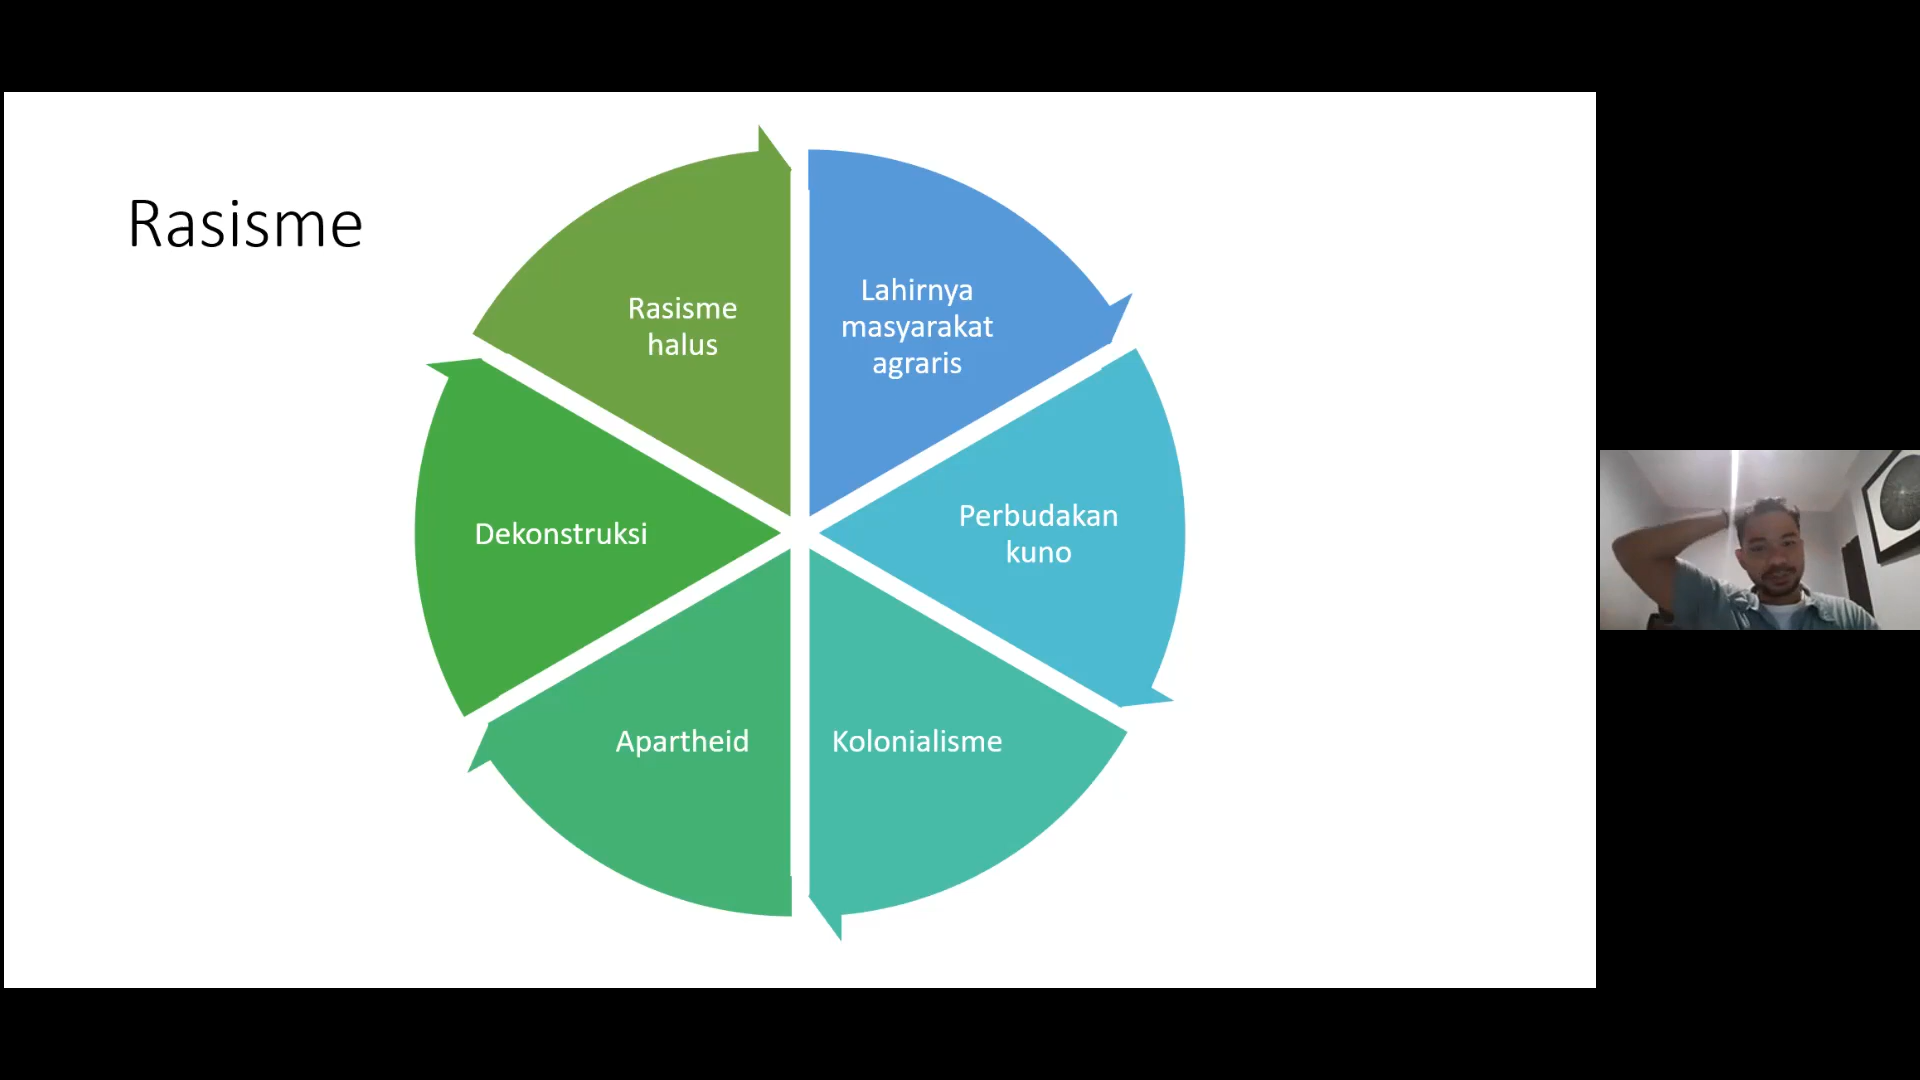 Rasisme
Lahirnya
masyarakat
agraris
Perbudakan
kuno
Kolonialisme
Apartheid
Dekonstruksi
Rasisme
halus